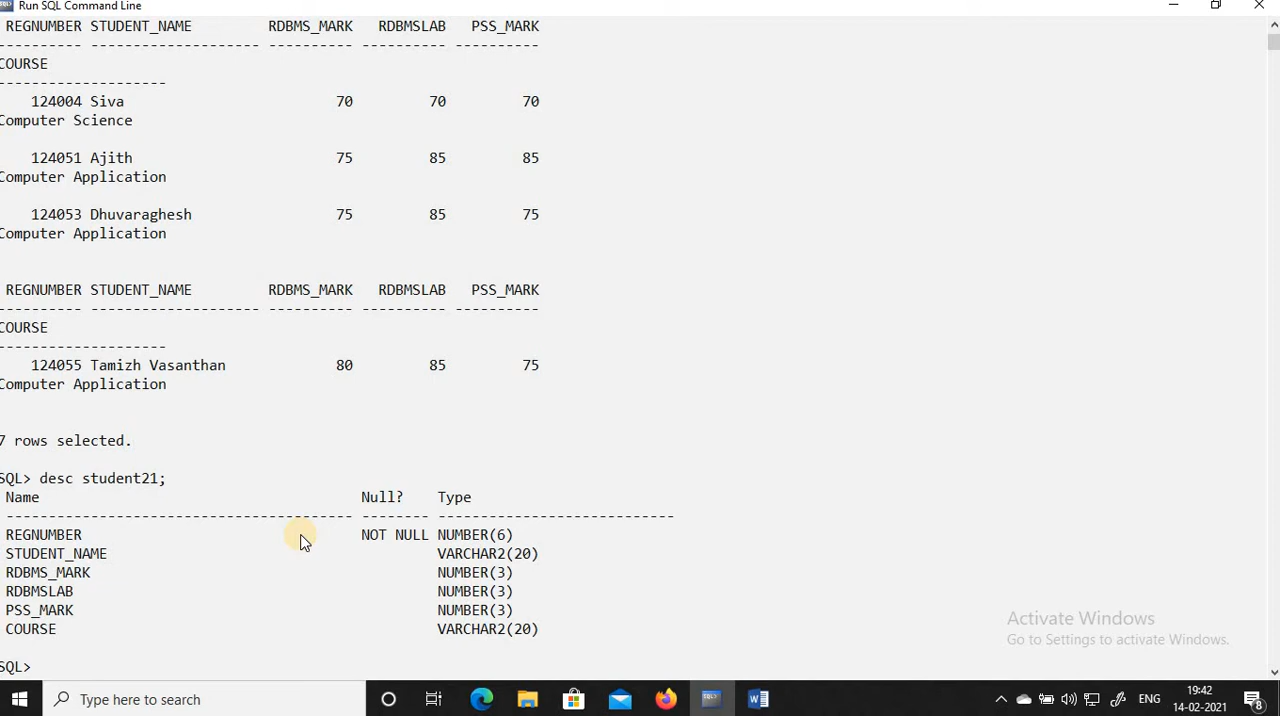 Run SQL Command Line
REGNUMBER STUDENT_NAME RDBMS_MARK RDBMSLAB PSS_MARK
---------- -------------------- ---------- ---------- ----------
COURSE
--------------------
124004 Siva 70 70 70
Computer Science
124051 Ajith 75 85 85
Computer Application
124053 Dhuvaraghesh 75 85 75
Computer Application
REGNUMBER STUDENT_NAME RDBMS_MARK RDBMSLAB PSS_MARK
---------- -------------------- ---------- ---------- ----------
COURSE
--------------------
124055 Tamizh Vasanthan 80 85 75
Computer Application
7 rows selected.
SQL> desc student21;
Name Null? Type
----------------------------------------- -------- ----------------------------
REGNUMBER NOT NULL NUMBER(6)
STUDENT_NAME VARCHAR2(20)
RDBMS_MARK NUMBER(3)
RDBMSLAB NUMBER(3)
PSS_MARK NUMBER(3)
COURSE VARCHAR2(20)
SQL>
Activate Windows
Go to Settings to activate Windows.
Type here to search
ENG
19:42
14-02-2021
8